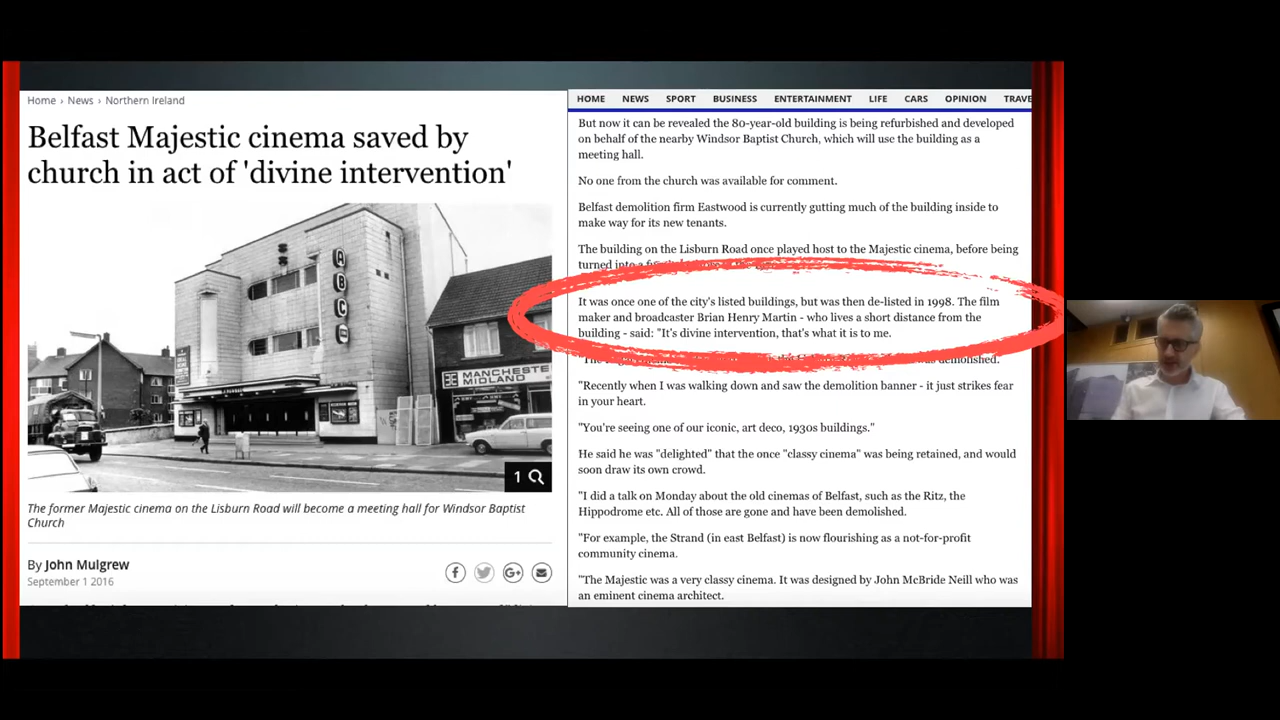 Home › News › Northern Ireland
Belfast Majestic cinema saved by
church in act of 'divine intervention'
ABC
MANCHESTER
MIDLAND
1
The former Majestic cinema on the Lisburn Road will become a meeting hall for Windsor Baptist
Church
By John Mulgrew
September 1 2016
HOME NEWS SPORT BUSINESS ENTERTAINMENT LIFE CARS OPINION TRAVE
But now it can be revealed the 80-year-old building is being refurbished and developed
on behalf of the nearby Windsor Baptist Church, which will use the building as a
meeting hall.
No one from the church was available for comment.
Belfast demolition firm Eastwood is currently gutting much of the building inside to
make way for its new tenants.
The building on the Lisburn Road once played host to the Majestic cinema, before being
turned into a
It was once one of the city's listed buildings, but was then de-listed in 1998. The film
maker and broadcaster Brian Henry Martin - who lives a short distance from the
building - said: "It's divine intervention, that's what it is to me.
was demolished.
"Recently when I was walking down and saw the demolition banner - it just strikes fear
in your heart.
"You're seeing one of our iconic, art deco, 1930s buildings."
He said he was "delighted" that the once "classy cinema" was being retained, and would
soon draw its own crowd.
"I did a talk on Monday about the old cinemas of Belfast, such as the Ritz, the
Hippodrome etc. All of those are gone and have been demolished.
"For example, the Strand (in east Belfast) is now flourishing as a not-for-profit
community cinema.
"The Majestic was a very classy cinema. It was designed by John McBride Neill who was
an eminent cinema architect.